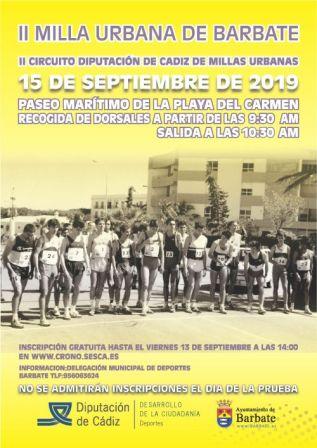 II MILLA URBANA DE BARBATE
II CIRCUITO DIPUTACIÓN DE CADIZ DE MILLAS URBANAS
15 DE SEPTIEMBRE DE 2019
PASEO MARÍTIMO DE LA PLAYA DEL CARMEN
RECOGIDA DE DORSALES A PARTIR DE LAS 9:30 AM
SALIDA A LAS 10:30 AM
INSCRIPCIÓN GRATUITA HASTA EL VIERNES 13 DE SEPTIEMBRE A LAS 14:00
EN WWW.CRONO.SESCA.ES
INFORMACION:DELEGACIÓN MUNICIPAL DE DEPORTES
BARBATE TLF:956063624
NO SE ADMITIRÁN INSCRIPCIONES EL DIA DE LA PRUEBA
Diputación
de Cádiz
DESARROLLO
DE LA CIUDADANÍA
Deportes
Ayuntamiento de
Barbate